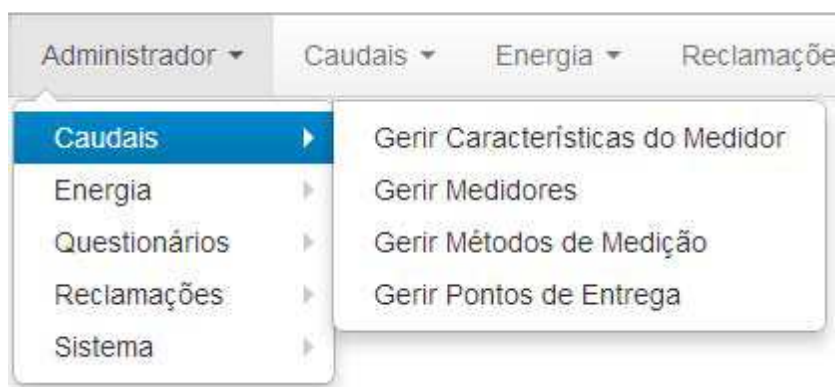 Administrador Caudais Energia Reclamaçõe
Caudais
Energia
Questionários
Reclamações
Sistema
Gerir Características do Medidor
Gerir Medidores
Gerir Métodos de Medição
Gerir Pontos de Entrega